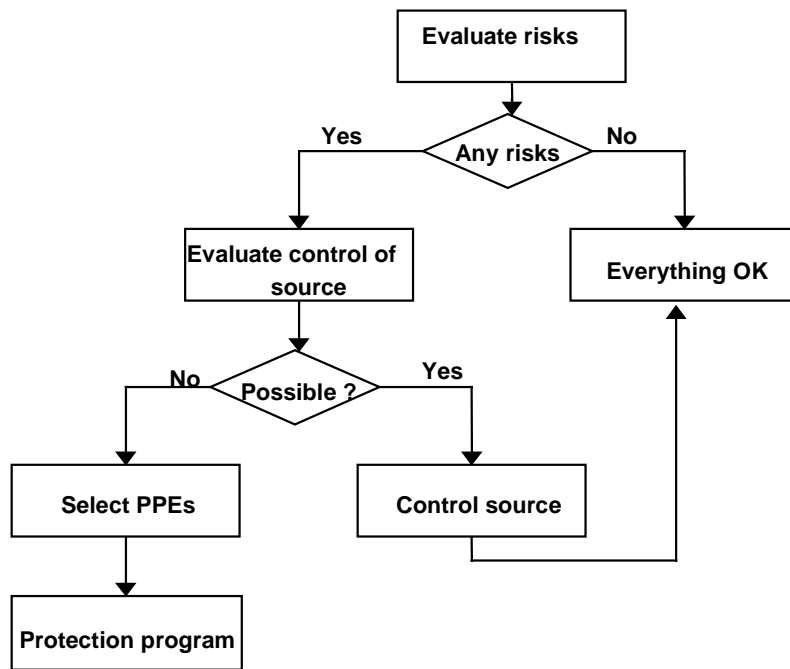 Evaluate risks
Yes
No
Any risks
Evaluate control of
source
Everything OK
No
Yes
Possible ?
Select PPEs
Control source
Protection program